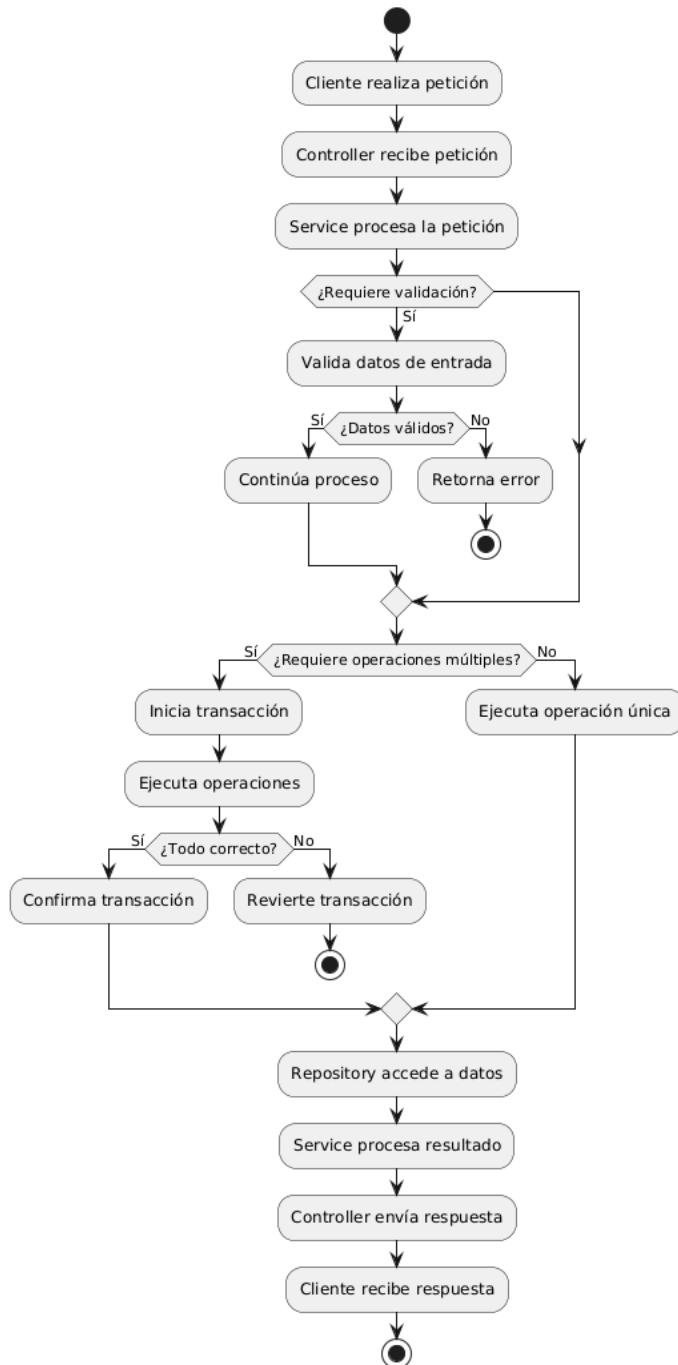 Cliente realiza petición
Controller recibe petición
Service procesa la petición
¿Requiere validación?
Sí
Valida datos de entrada
Sí
¿Datos válidos?
No
Continúa proceso
Retorna error
Sí
¿Requiere operaciones múltiples?
No
Inicia transacción
Ejecuta operación única
Ejecuta operaciones
Sí
¿Todo correcto?
No
Confirma transacción
Revierte transacción
Repository accede a datos
Service procesa resultado
Controller envía respuesta
Cliente recibe respuesta